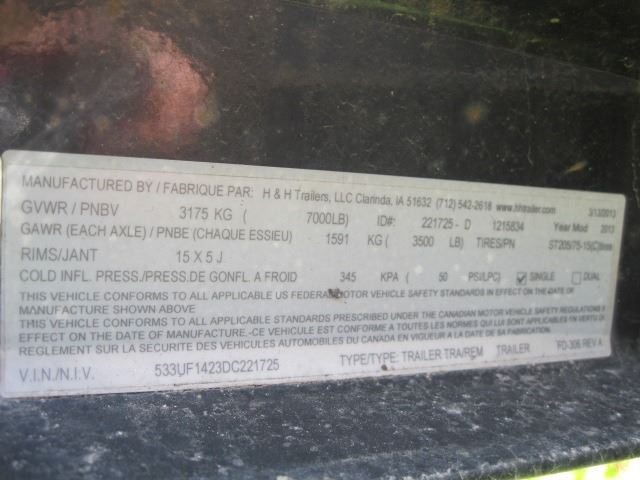 MANUFACTURED BY / FABRIQUE PAR: H & H Trailers, LLC Clarinda, IA 51632 (712) 542-2618 www.hhtrailer.com 3/13/2013
GVWR / PNBV 3175 KG ( 7000LB) ID#: 221725 - D 1215834 Year Mod 2013
GAWR (EACH AXLE) / PNBE (CHAQUE ESSIEU) 1591 KG ( 3500 LB) TIRES/PN ST205/75-15(C)
RIMS/JANT 15 X 5 J
COLD INFL. PRESS./PRESS.DE GONFL. A FROID 345 KPA ( 50 PSI/LPC) SINGLE DUAL
THIS VEHICLE CONFORMS TO ALL APPLICABLE US FEDERAL MOTOR VEHICLE SAFETY STANDARDS IN EFFECT ON THE DATE OF
MANUFACTURE SHOWN ABOVE
THIS VEHICLE CONFORMS TO ALL APPLICABLE STANDARDS PRESCRIBED UNDER THE CANADIAN MOTOR VEHICLE SAFETY REGULATIONS
EFFECT ON THE DATE OF MANUFACTURE.-CE VEHICULE EST CONFORME A TOUTES LES NORMES QUI LUI SONT APPLICABLES EN VERTU
REGLEMENT SUR LA SECURITE DES VEHICULES AUTOMOBILES DU CANADA EN VIGUEUR A LA DATE DE SA FABRICATION.
V.I.N./N.I.V. 533UF1423DC221725 TYPE/TYPE: TRAILER TRA/REM TRAILER FD-305 REV A